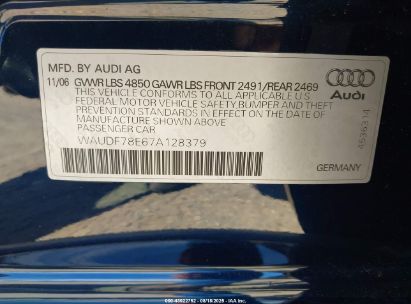 MFD. BY AUDI AG
11/06 GVWR LBS 4850 GAWR LBS FRONT 2491/REAR 2469
THIS VEHICLE CONFORMS TO ALL APPLICABLE U.S.
FEDERAL MOTOR VEHICLE SAFETY BUMPER AND THEFT
PREVENTION STANDARDS IN EFFECT ON THE DATE OF
MANUFACTURE SHOWN ABOVE
PASSENGER CAR
WAUDF78E67A128379
Audi
GERMANY